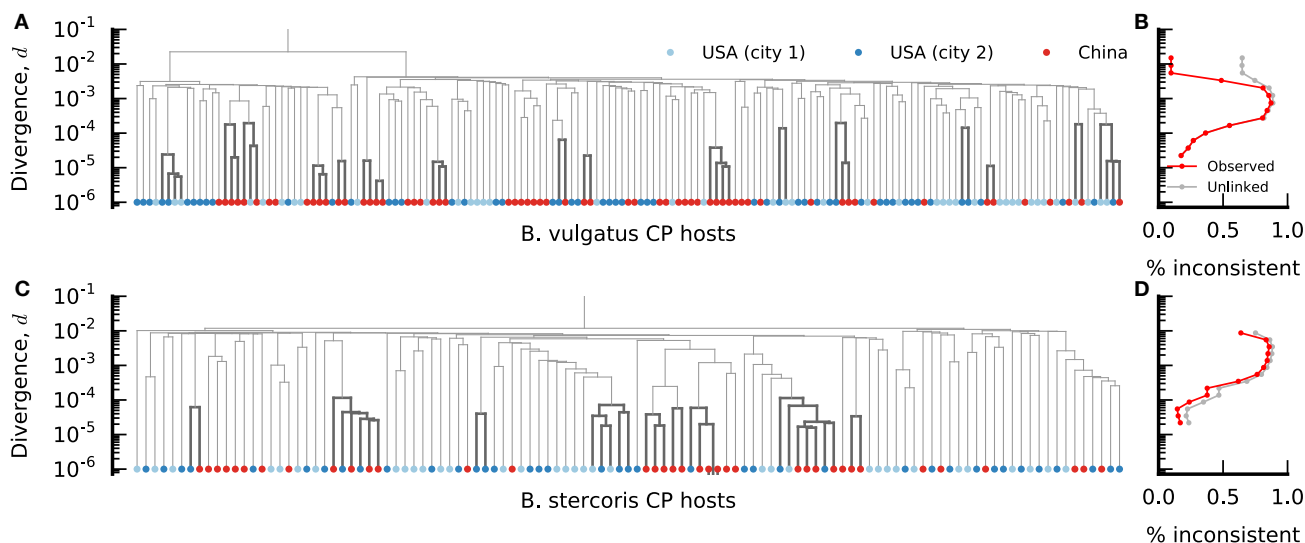 A
Divergence, d
10⁻¹
10⁻²
10⁻³
10⁻⁴
10⁻⁵
10⁻⁶
USA (city 1)
USA (city 2)
China
B. vulgatus CP hosts
B
Observed
Unlinked
0.0 0.5 1.0
% inconsistent
C
Divergence, d
10⁻¹
10⁻²
10⁻³
10⁻⁴
10⁻⁵
10⁻⁶
B. stercoris CP hosts
D
0.0 0.5 1.0
% inconsistent